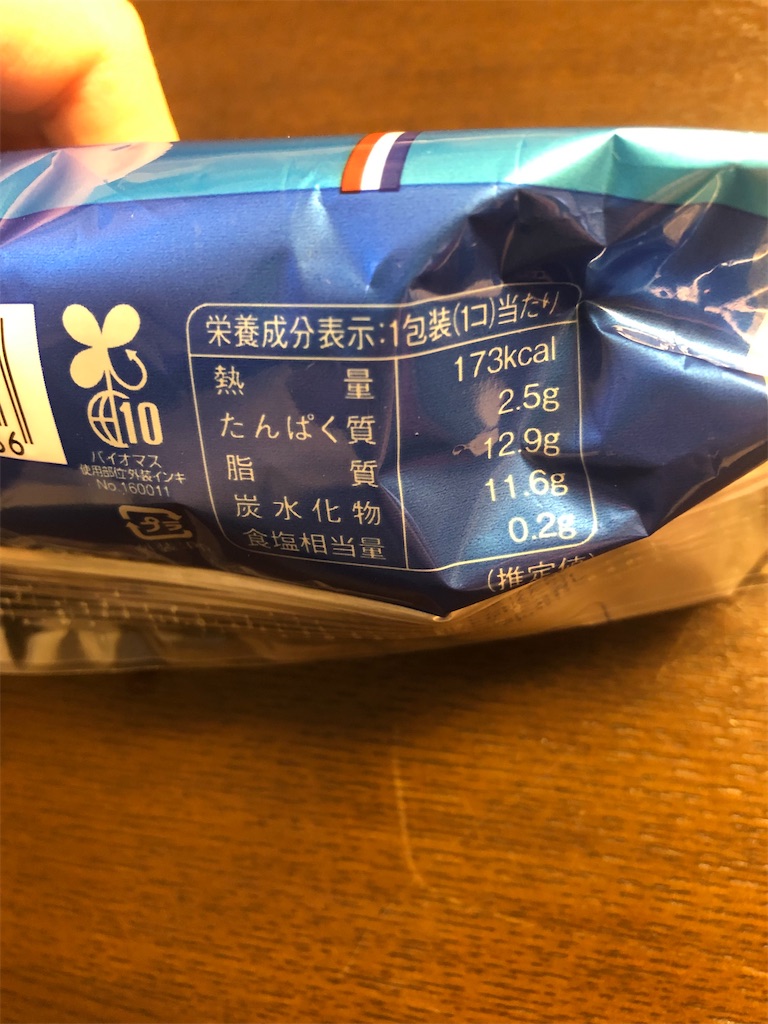 栄養成分表示:1包装(1コ)当たり
熱量 173kcal
たんぱく質 2.5g
脂質 12.9g
炭水化物 11.6g
食塩相当量 0.2g
(推定値)
10
バイオマス
使用部位:外装インキ
No.160011
プラ